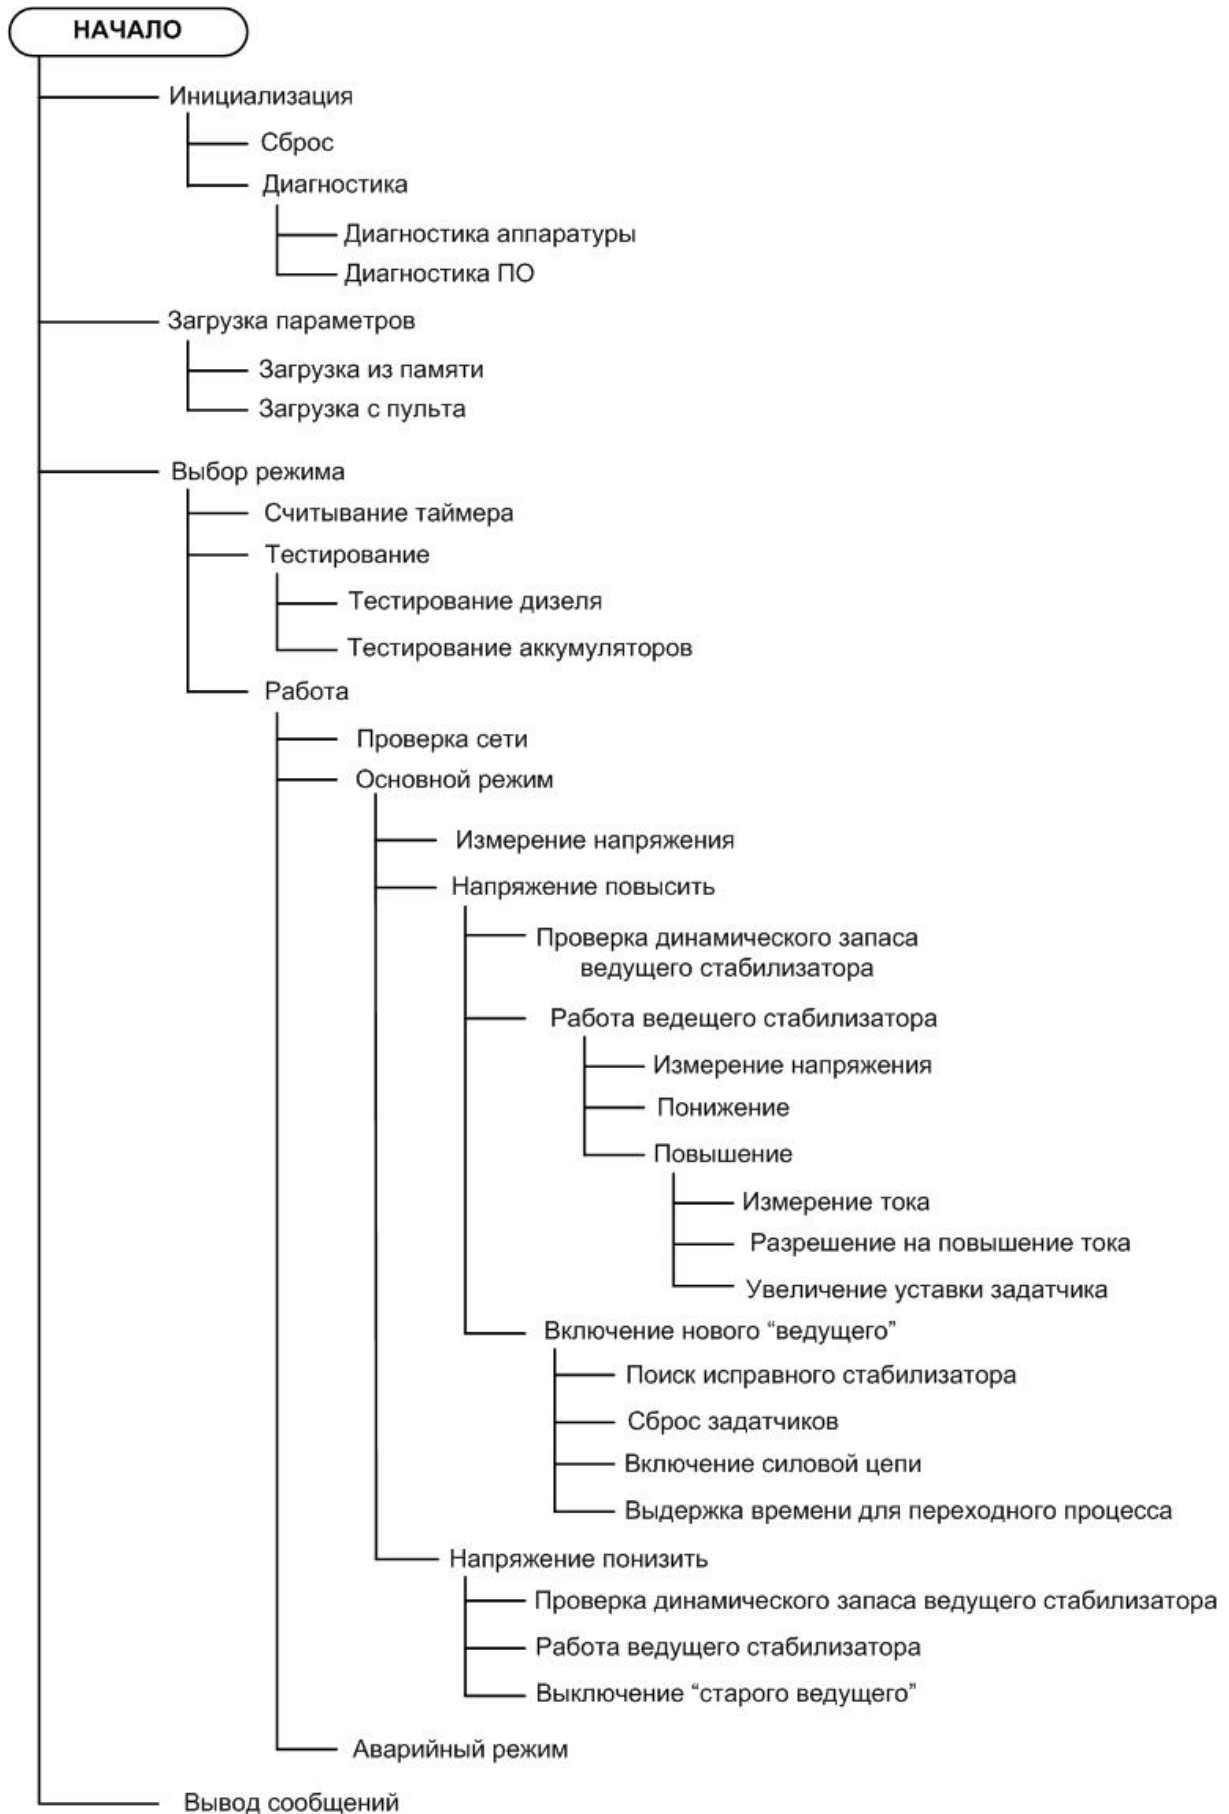 НАЧАЛО
Инициализация
Сброс
Диагностика
Диагностика аппаратуры
Диагностика ПО
Загрузка параметров
Загрузка из памяти
Загрузка с пульта
Выбор режима
Считывание таймера
Тестирование
Тестирование дизеля
Тестирование аккумуляторов
Работа
Проверка сети
Основной режим
Измерение напряжения
Напряжение повысить
Проверка динамического запаса
ведущего стабилизатора
Работа ведещего стабилизатора
Измерение напряжения
Понижение
Повышение
Измерение тока
Разрешение на повышение тока
Увеличение уставки задатчика
Включение нового “ведущего”
Поиск исправного стабилизатора
Сброс задатчиков
Включение силовой цепи
Выдержка времени для переходного процесса
Напряжение понизить
Проверка динамического запаса ведущего стабилизатора
Работа ведущего стабилизатора
Выключение “старого ведущего”
Аварийный режим
Вывод сообщений